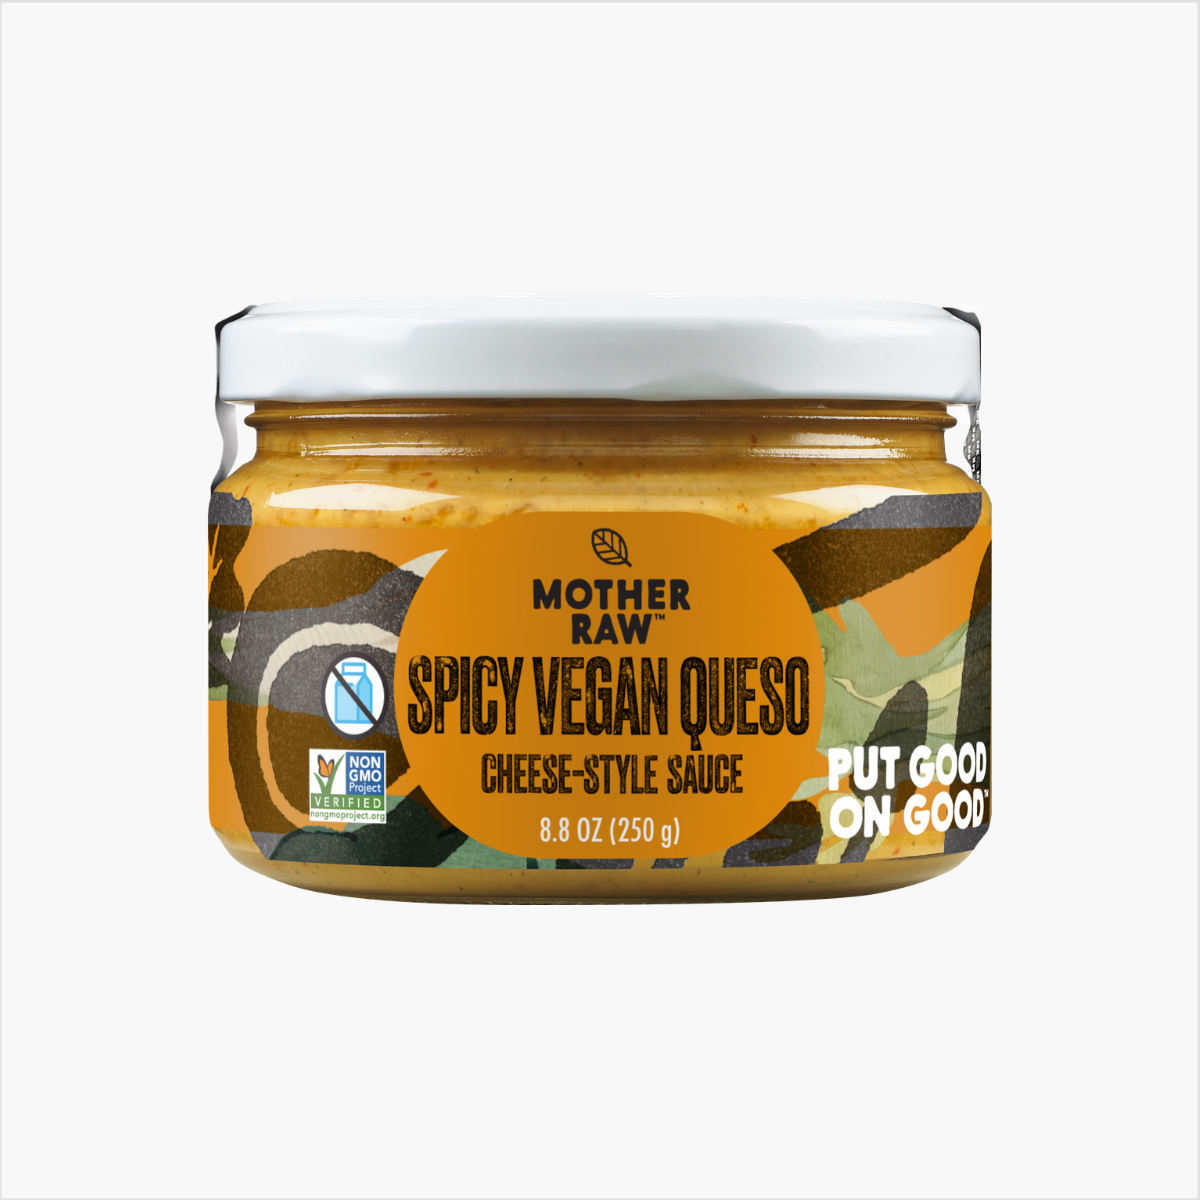 MOTHER
RAW™
SPICY VEGAN QUESO
CHEESE-STYLE SAUCE
8.8 OZ (250 g)
NON
GMO
Project
VERIFIED
nongmoproject.org
PUT GOOD
ON GOOD™